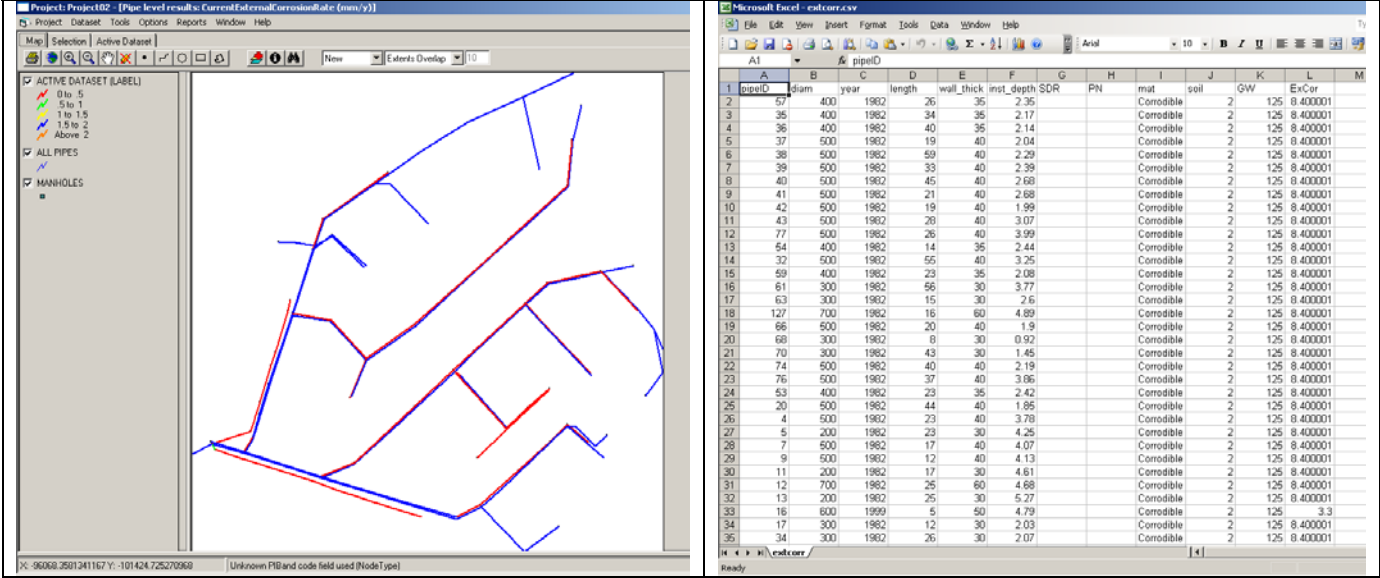 Project: Project02 - [Pipe level results: CurrentExternalCorrosionRate (mm/y)]
Project Dataset Tools Options Reports Window Help
Map Selection Active Dataset
New Extents Overlap 10
ACTIVE DATASET (LABEL)
0 to .5
.5 to 1
1 to 1.5
1.5 to 2
Above 2
ALL PIPES
MANHOLES
X: -96068.3581341167 Y: -101424.725270968 Unknown PIBand code field used (NodeType)
Microsoft Excel - extcorr.csv
File Edit View Insert Format Tools Data Window Help Ty
Arial 10 B I U
A1 fx pipeID
A B C D E F G H I J K L M
1 pipeID diam year length wall_thick inst_depth SDR PN mat soil GW ExCor
2 57 400 1982 26 35 2.35 Corrodible 2 125 8.400001
3 35 400 1982 34 35 2.17 Corrodible 2 125 8.400001
4 36 400 1982 40 35 2.14 Corrodible 2 125 8.400001
5 37 500 1982 19 40 2.04 Corrodible 2 125 8.400001
6 38 500 1982 59 40 2.29 Corrodible 2 125 8.400001
7 39 500 1982 33 40 2.39 Corrodible 2 125 8.400001
8 40 500 1982 45 40 2.68 Corrodible 2 125 8.400001
9 41 500 1982 21 40 2.68 Corrodible 2 125 8.400001
10 42 500 1982 19 40 1.99 Corrodible 2 125 8.400001
11 43 500 1982 28 40 3.07 Corrodible 2 125 8.400001
12 77 500 1982 26 40 3.99 Corrodible 2 125 8.400001
13 54 400 1982 14 35 2.44 Corrodible 2 125 8.400001
14 32 500 1982 55 40 3.25 Corrodible 2 125 8.400001
15 59 400 1982 23 35 2.08 Corrodible 2 125 8.400001
16 61 300 1982 56 30 3.77 Corrodible 2 125 8.400001
17 63 300 1982 15 30 2.6 Corrodible 2 125 8.400001
18 127 700 1982 16 60 4.89 Corrodible 2 125 8.400001
19 66 500 1982 20 40 1.9 Corrodible 2 125 8.400001
20 68 300 1982 8 30 0.92 Corrodible 2 125 8.400001
21 70 300 1982 43 30 1.45 Corrodible 2 125 8.400001
22 74 500 1982 40 40 2.19 Corrodible 2 125 8.400001
23 76 500 1982 37 40 3.86 Corrodible 2 125 8.400001
24 53 400 1982 23 35 2.42 Corrodible 2 125 8.400001
25 20 500 1982 44 40 1.85 Corrodible 2 125 8.400001
26 4 500 1982 23 40 3.78 Corrodible 2 125 8.400001
27 5 200 1982 23 30 4.25 Corrodible 2 125 8.400001
28 7 500 1982 17 40 4.07 Corrodible 2 125 8.400001
29 9 500 1982 12 40 4.13 Corrodible 2 125 8.400001
30 11 200 1982 17 30 4.61 Corrodible 2 125 8.400001
31 12 700 1982 25 60 4.68 Corrodible 2 125 8.400001
32 13 200 1982 25 30 5.27 Corrodible 2 125 8.400001
33 16 600 1999 5 50 4.79 Corrodible 2 125 3.3
34 17 300 1982 12 30 2.03 Corrodible 2 125 8.400001
35 34 300 1982 26 30 2.07 Corrodible 2 125 8.400001
extcorr
Ready